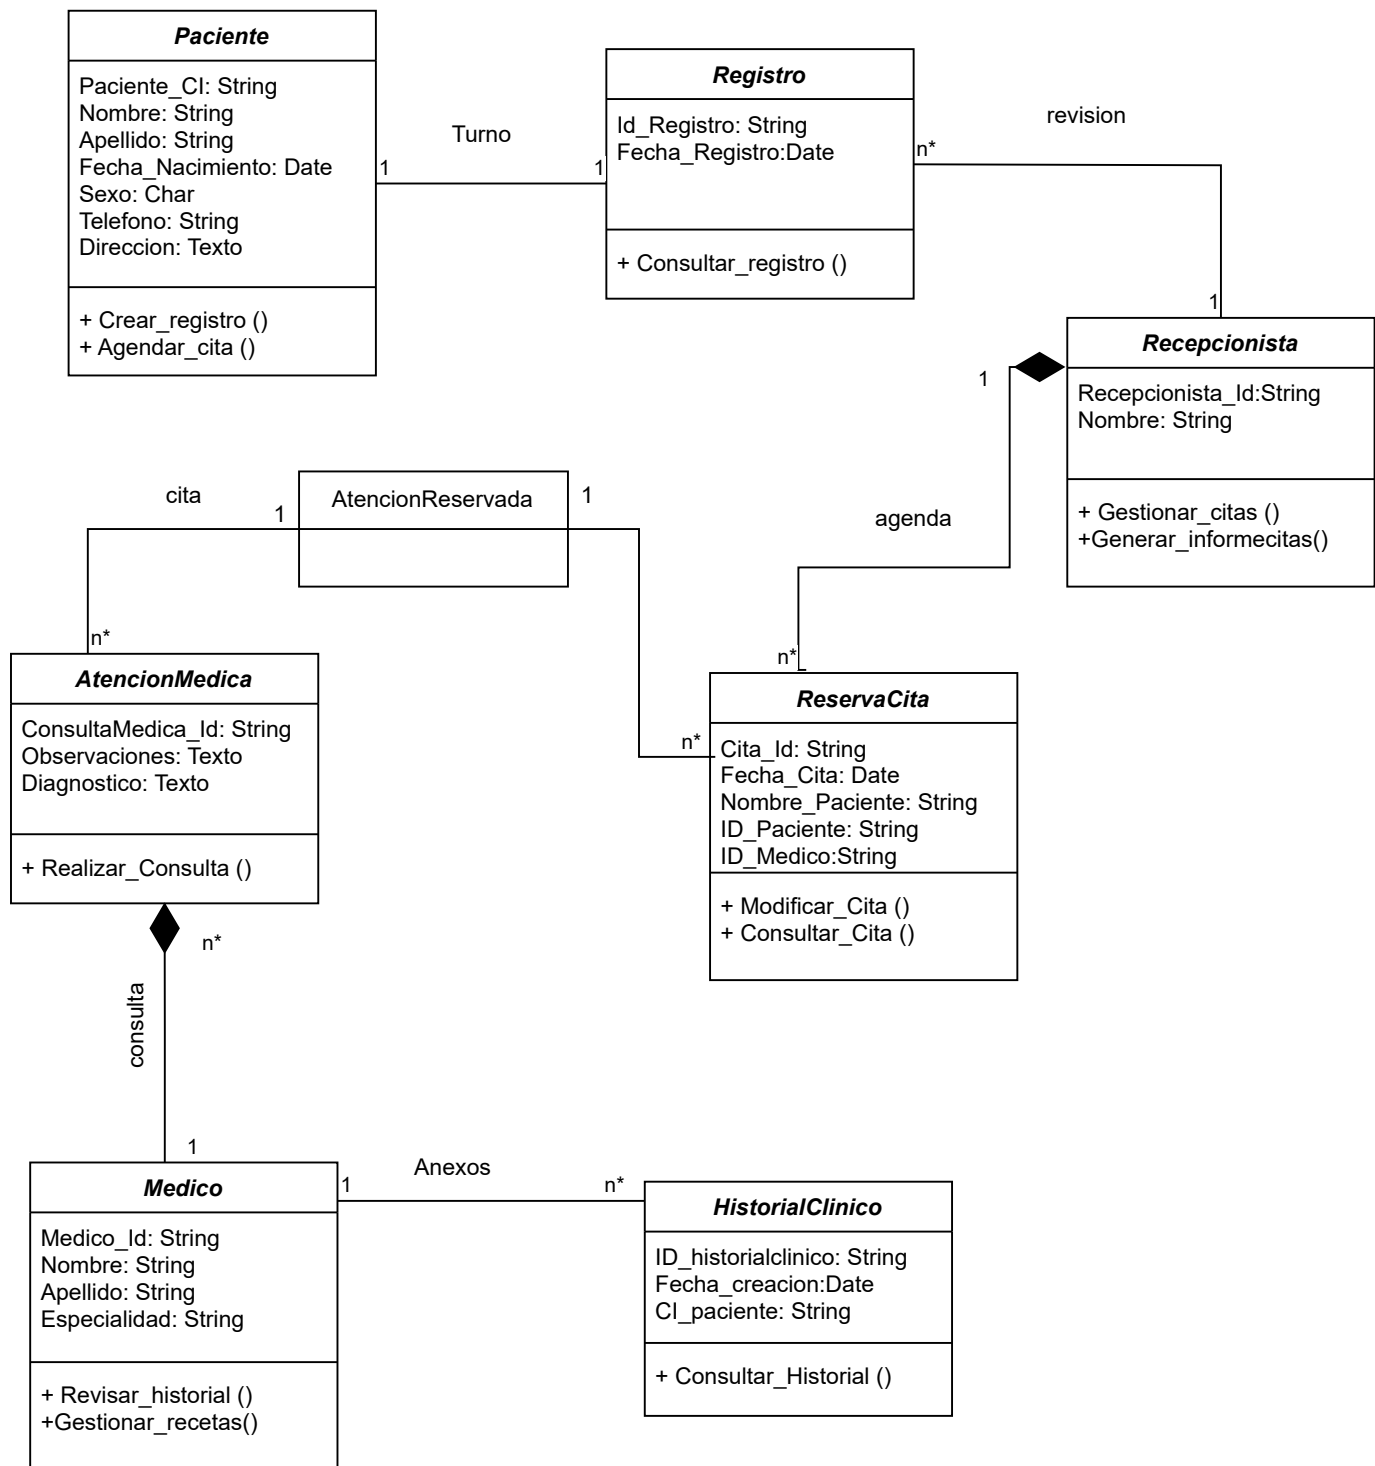 Paciente
Paciente_CI: String
Nombre: String
Apellido: String
Fecha_Nacimiento: Date
Sexo: Char
Telefono: String
Direccion: Texto
+ Crear_registro ()
+ Agendar_cita ()
Turno
1
1
Registro
Id_Registro: String
Fecha_Registro:Date
+ Consultar_registro ()
revision
n*
1
Recepcionista
Recepcionista_Id:String
Nombre: String
+ Gestionar_citas ()
+Generar_informecitas()
1
agenda
n*
cita
1
AtencionReservada
1
n*
n*
AtencionMedica
ConsultaMedica_Id: String
Observaciones: Texto
Diagnostico: Texto
+ Realizar_Consulta ()
ReservaCita
Cita_Id: String
Fecha_Cita: Date
Nombre_Paciente: String
ID_Paciente: String
ID_Medico:String
+ Modificar_Cita ()
+ Consultar_Cita ()
n*
consulta
1
Medico
Medico_Id: String
Nombre: String
Apellido: String
Especialidad: String
+ Revisar_historial ()
+Gestionar_recetas()
Anexos
1
n*
HistorialClinico
ID_historialclinico: String
Fecha_creacion:Date
CI_paciente: String
+ Consultar_Historial ()